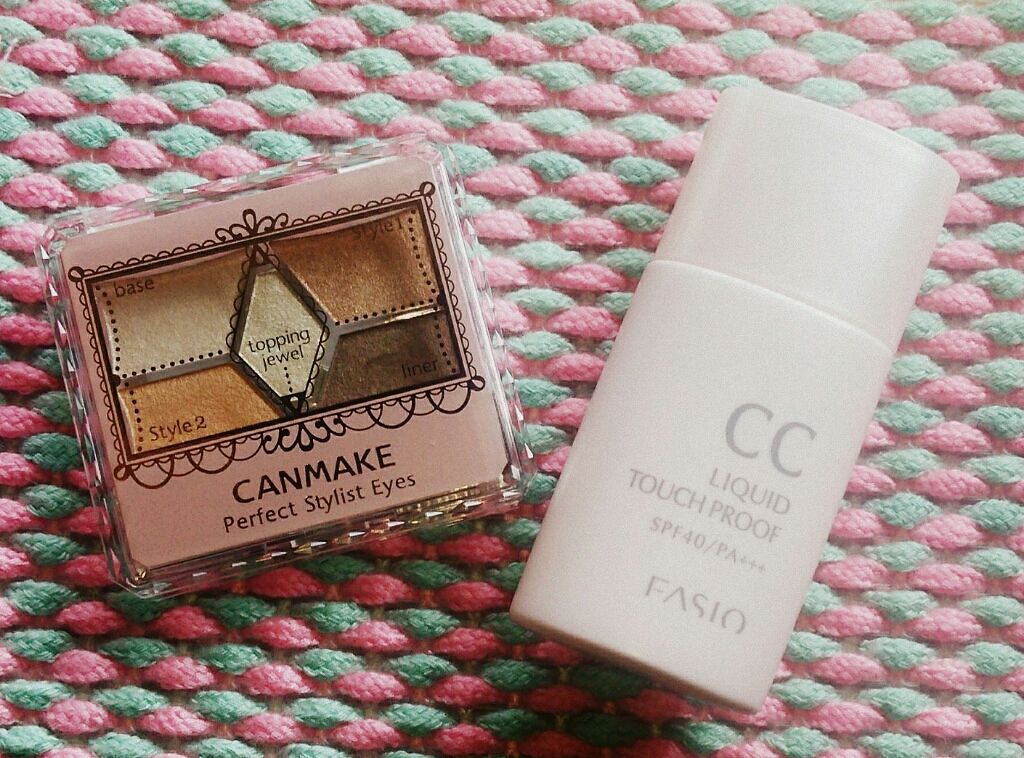 base
Style1
topping
jewel
liner
Style2
CANMAKE
Perfect Stylist Eyes
CC
LIQUID
TOUCH PROOF
SPF40/PA+++
FASIO